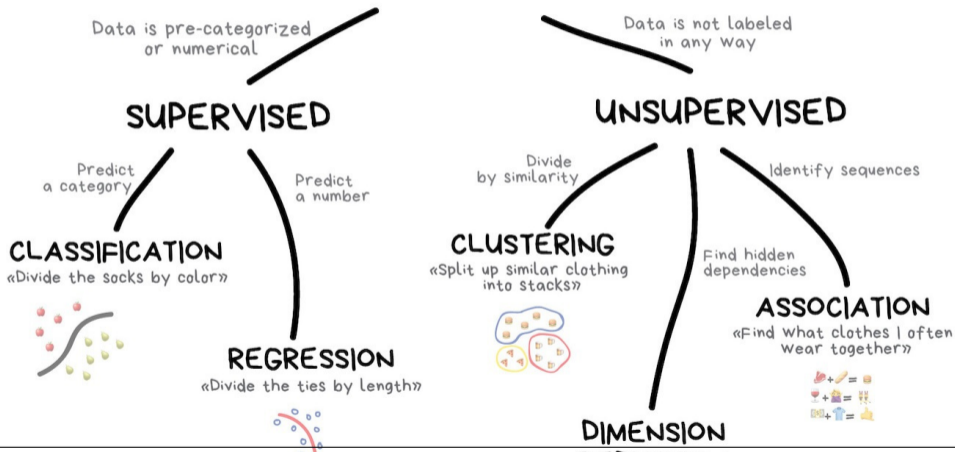 Data is pre-categorized
or numerical
Data is not labeled
in any way
SUPERVISED
UNSUPERVISED
Predict
a category
Predict
a number
Divide
by similarity
Identify sequences
Find hidden
dependencies
CLASSIFICATION
«Divide the socks by color»
CLUSTERING
«Split up similar clothing
into stacks»
ASSOCIATION
«Find what clothes I often
wear together»
REGRESSION
«Divide the ties by length»
+ =
+ =
+ =
DIMENSION